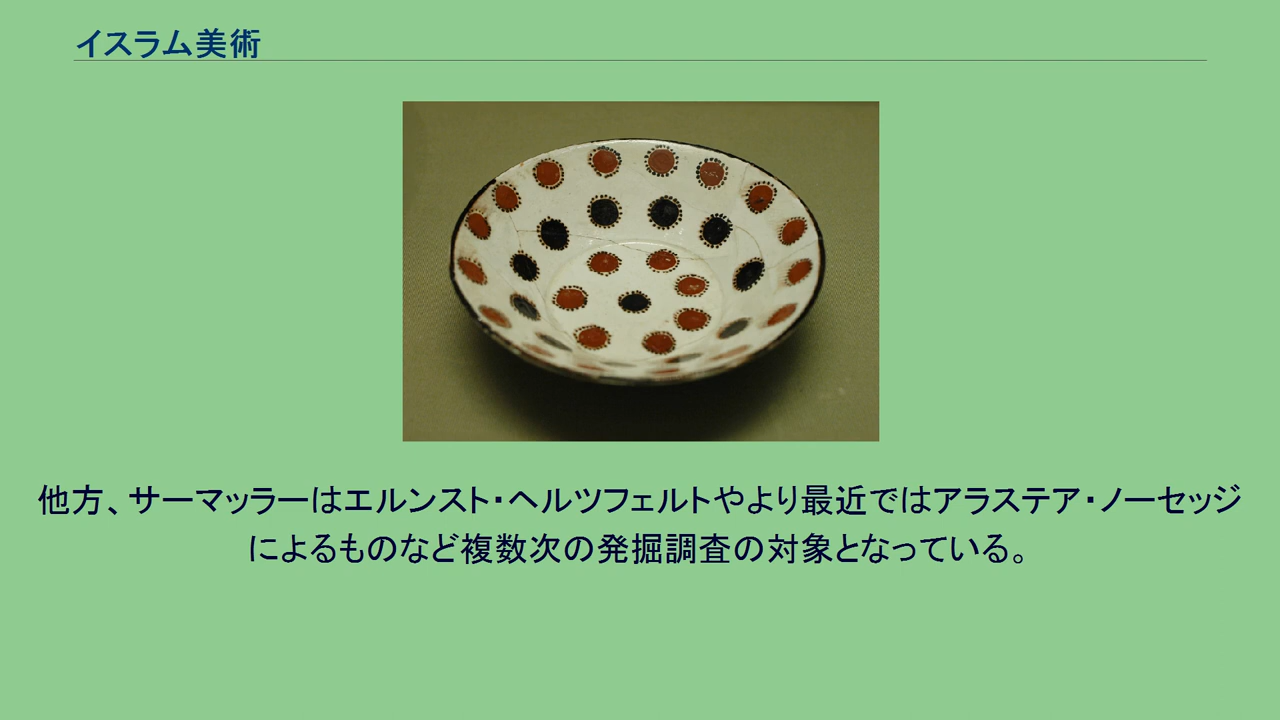 イスラム美術
他方、サーマッラーはエルンスト・ヘルツフェルトやより最近ではアラステア・ノーセッジ
によるものなど複数次の発掘調査の対象となっている。